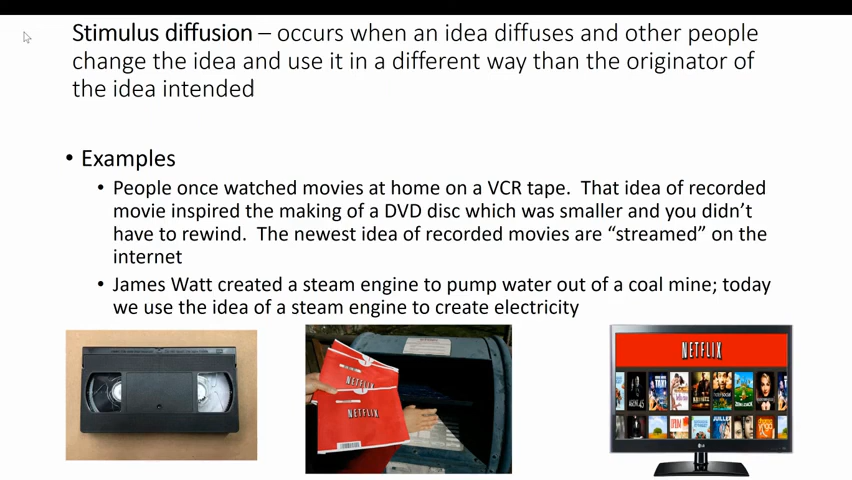 Stimulus diffusion – occurs when an idea diffuses and other people
change the idea and use it in a different way than the originator of
the idea intended
• Examples
• People once watched movies at home on a VCR tape.  That idea of recorded
movie inspired the making of a DVD disc which was smaller and you didn't
have to rewind.  The newest idea of recorded movies are “streamed” on the
internet
• James Watt created a steam engine to pump water out of a coal mine; today
we use the idea of a steam engine to create electricity
NETFLIX
NETFLIX
NETFLIX
LG